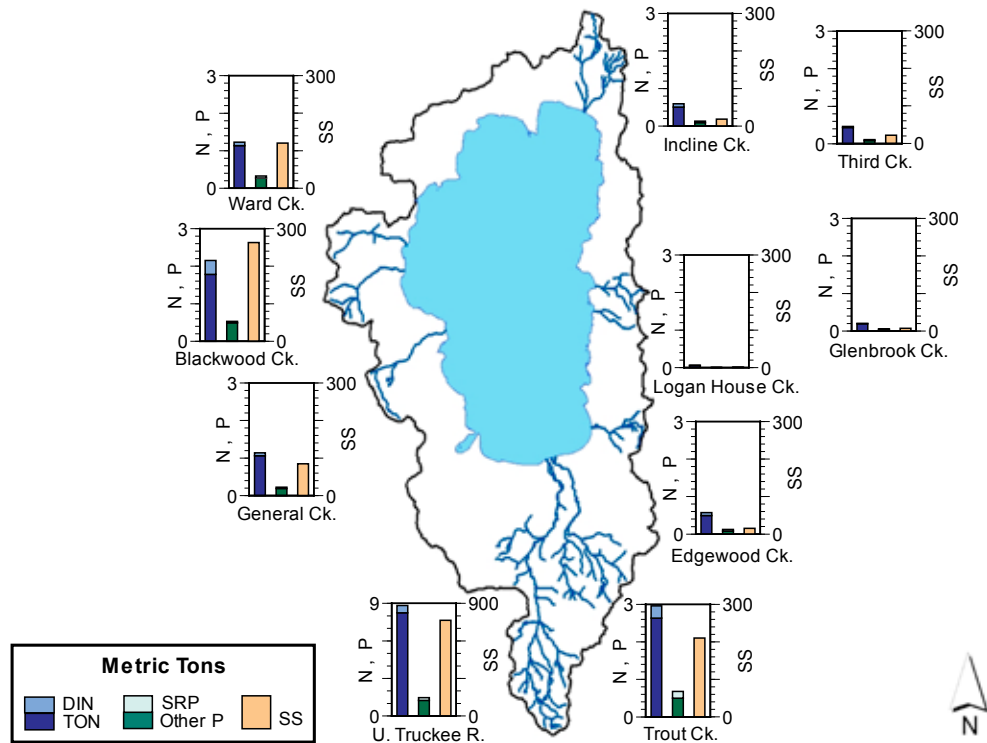 3 300
N , P SS
0 0
Incline Ck.
3 300
N , P SS
0 0
Third Ck.
3 300
N , P SS
0 0
Ward Ck.
3 300
N , P SS
0 0
Blackwood Ck.
3 300
N , P SS
0 0
Glenbrook Ck.
3 300
N , P SS
0 0
Logan House Ck.
3 300
N , P SS
0 0
General Ck.
3 300
N , P SS
0 0
Edgewood Ck.
9 900
N , P SS
0 0
U. Truckee R.
3 300
N , P SS
0 0
Trout Ck.
Metric Tons
DIN SRP
TON Other P SS
N